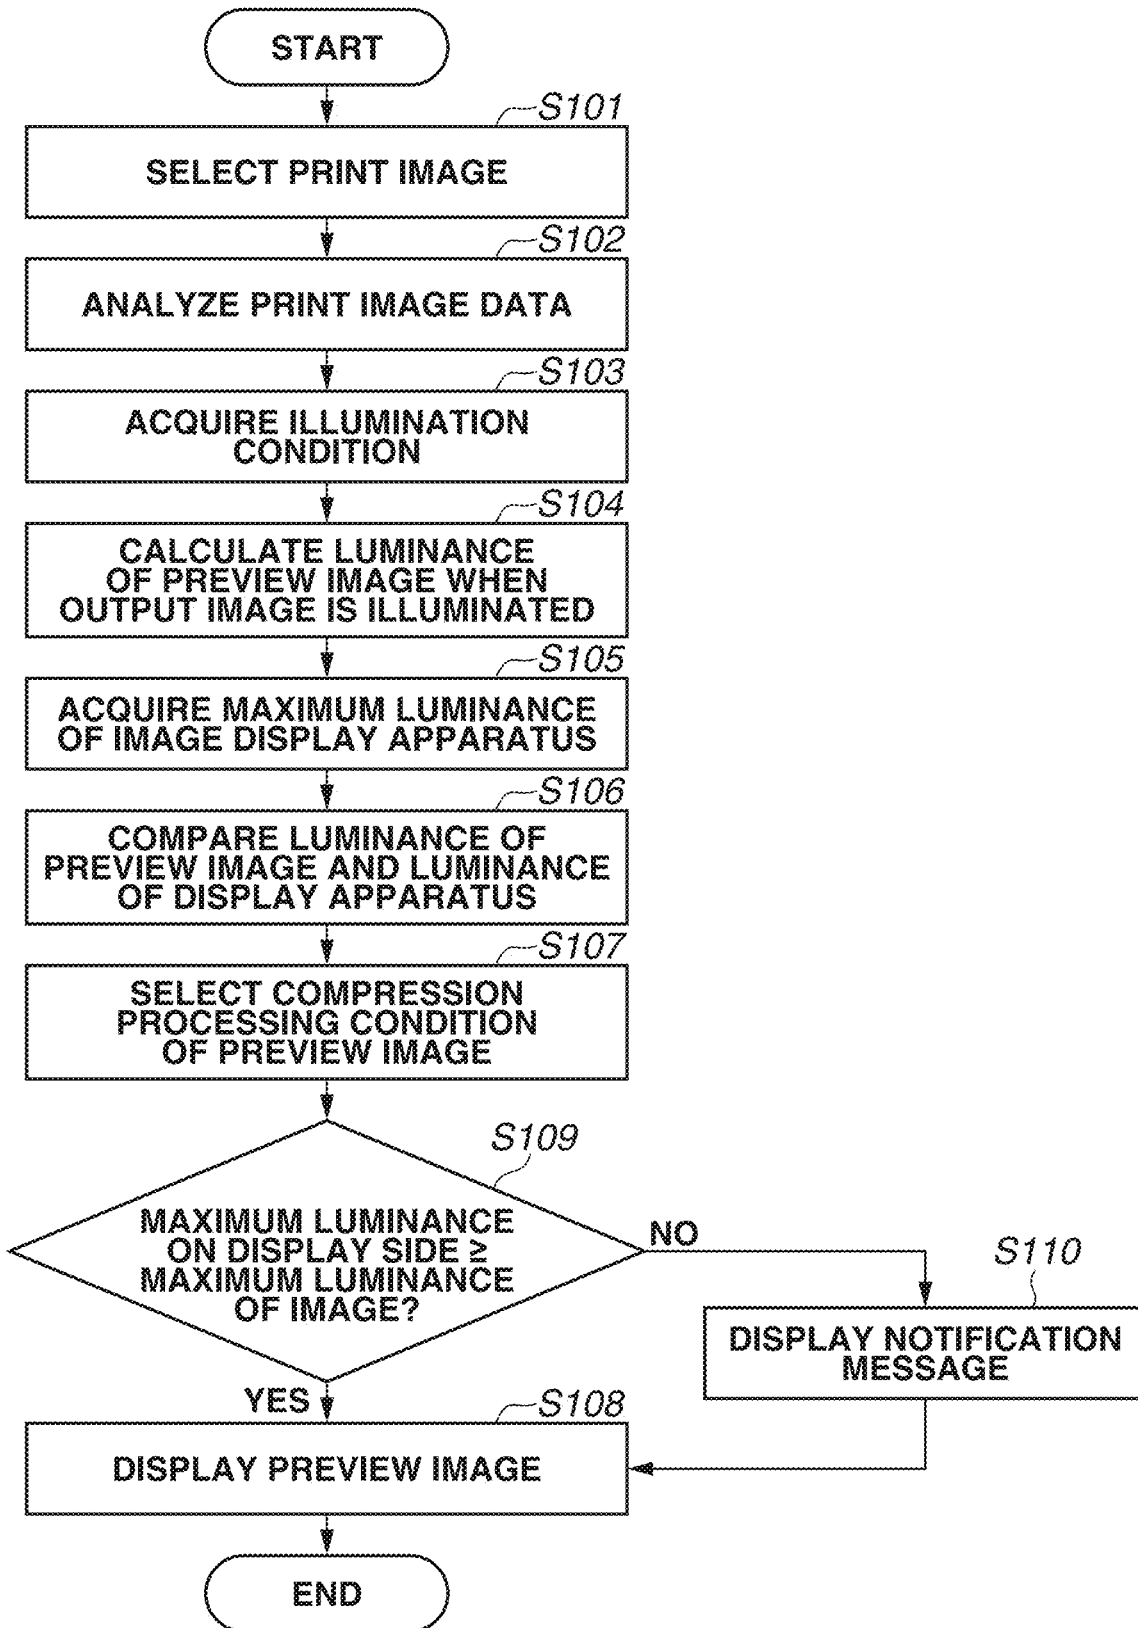 START
S101
SELECT PRINT IMAGE
S102
ANALYZE PRINT IMAGE DATA
S103
ACQUIRE ILLUMINATION
CONDITION
S104
CALCULATE LUMINANCE
OF PREVIEW IMAGE WHEN
OUTPUT IMAGE IS ILLUMINATED
S105
ACQUIRE MAXIMUM LUMINANCE
OF IMAGE DISPLAY APPARATUS
S106
COMPARE LUMINANCE OF
PREVIEW IMAGE AND LUMINANCE
OF DISPLAY APPARATUS
S107
SELECT COMPRESSION
PROCESSING CONDITION
OF PREVIEW IMAGE
S109
MAXIMUM LUMINANCE
ON DISPLAY SIDE ≥
MAXIMUM LUMINANCE
OF IMAGE?
NO
S110
DISPLAY NOTIFICATION
MESSAGE
YES
S108
DISPLAY PREVIEW IMAGE
END